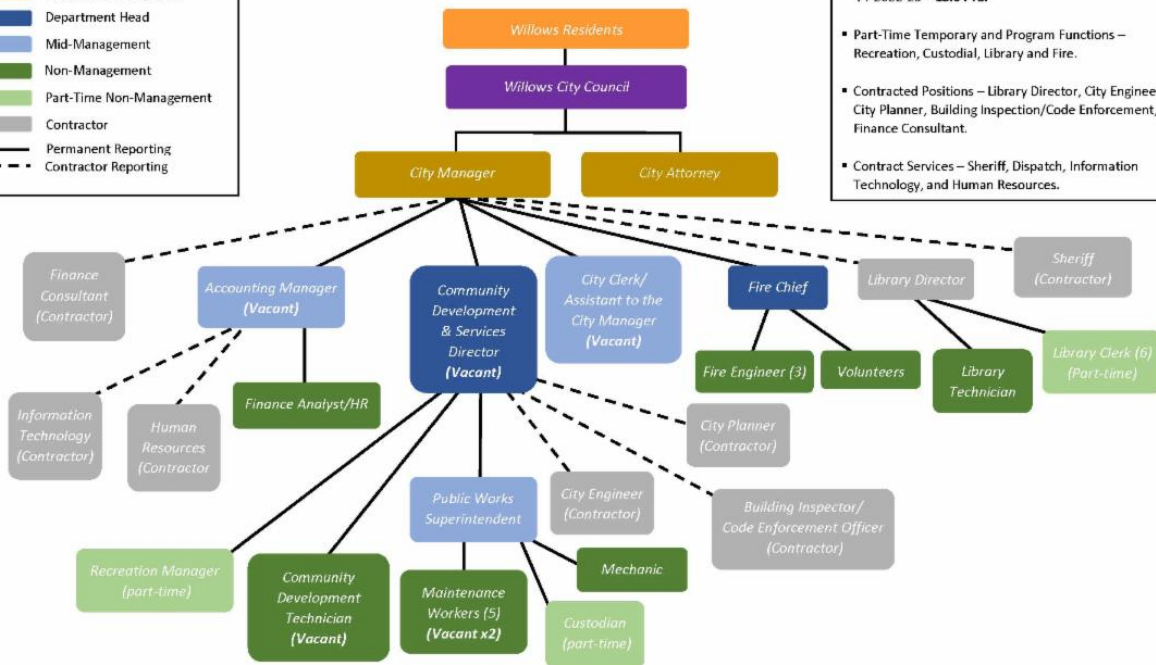 Department Head
Mid-Management
Non-Management
Part-Time Non-Management
Contractor
Permanent Reporting
Contractor Reporting
Willows Residents
Willows City Council
City Manager
City Attorney
▪ Part-Time Temporary and Program Functions –
Recreation, Custodial, Library and Fire.
▪ Contracted Positions – Library Director, City Enginee
City Planner, Building Inspection/Code Enforcement,
Finance Consultant.
▪ Contract Services – Sheriff, Dispatch, Information
Technology, and Human Resources.
Finance
Consultant
(Contractor)
Accounting Manager
(Vacant)
Community
Development
& Services
Director
(Vacant)
City Clerk/
Assistant to the
City Manager
(Vacant)
Fire Chief
Library Director
Sheriff
(Contractor)
Information
Technology
(Contractor)
Human
Resources
(Contractor
Finance Analyst/HR
Fire Engineer (3)
Volunteers
Library
Technician
Library Clerk (6)
(Part-time)
City Planner
(Contractor)
Public Works
Superintendent
City Engineer
(Contractor)
Building Inspector/
Code Enforcement Officer
(Contractor)
Recreation Manager
(part-time)
Community
Development
Technician
(Vacant)
Maintenance
Workers (5)
(Vacant x2)
Mechanic
Custodian
(part-time)